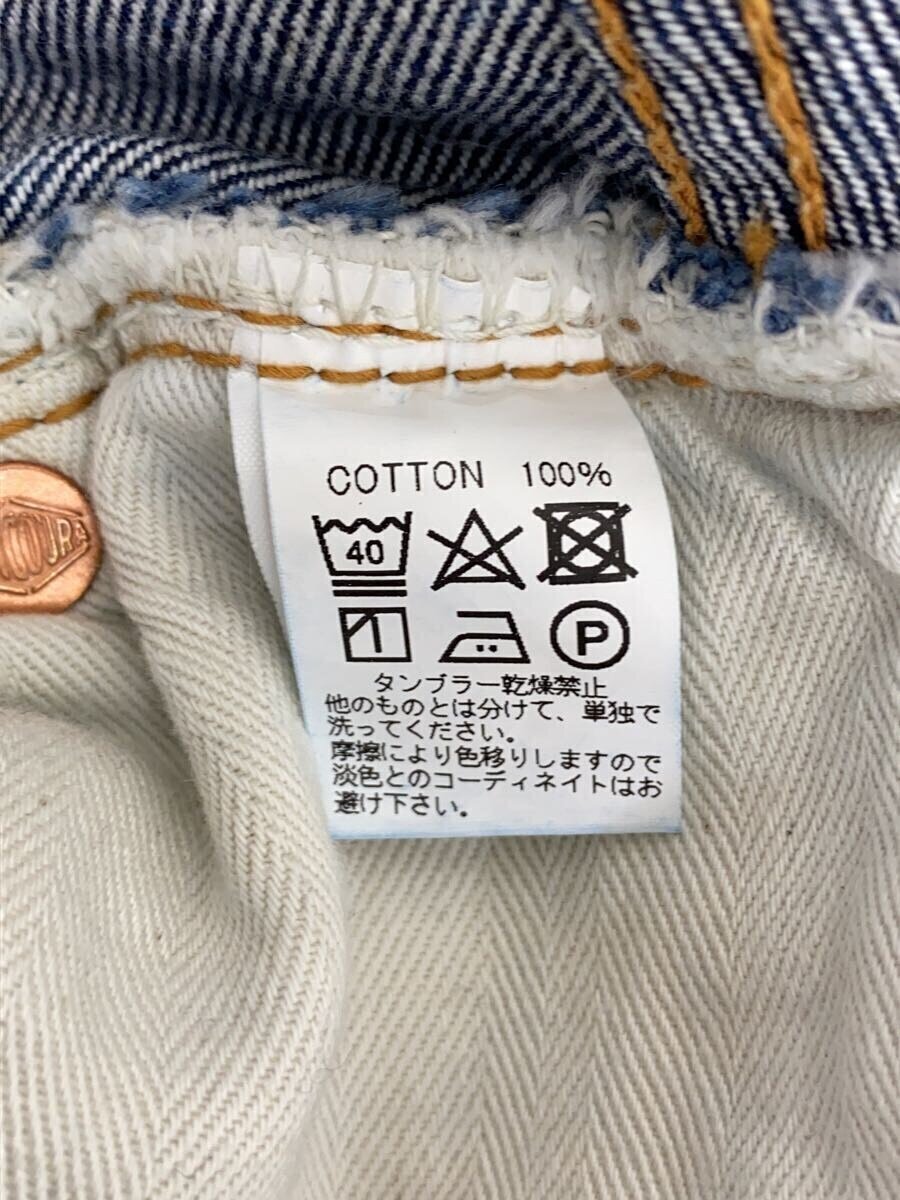 COTTON 100%
40
P
タンブラー乾燥禁止
他のものとは分けて、単独で
洗ってください。
摩擦により色移りしますので
淡色とのコーディネイトはお
避け下さい。